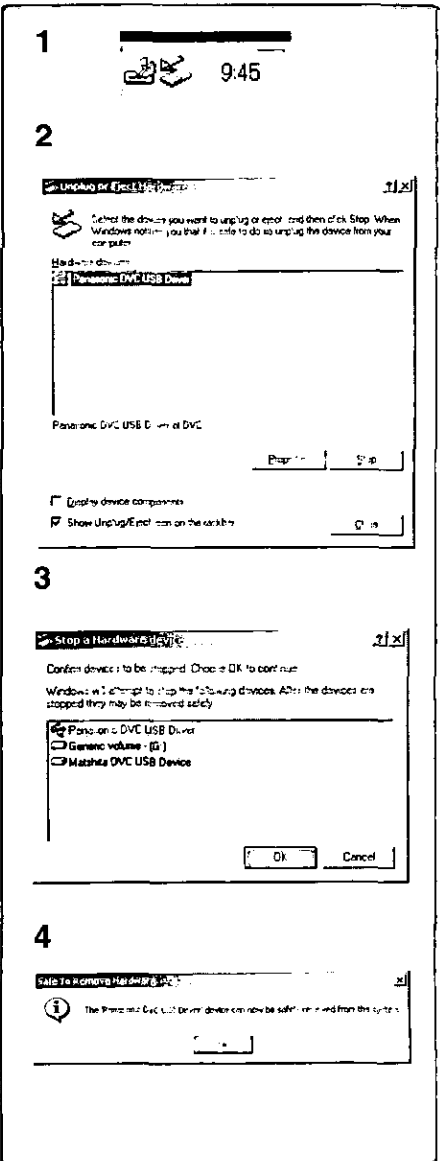 1
9:45
2
Unplug or Eject Hardware
Select the device you want to unplug or eject and then click Stop. When
Windows notifies you that it is safe to do so unplug the device from your
computer
Hardware devices
Panasonic DVC USB Driver
Panasonic DVC USB Driver at DVC
Stop
Display device components
Show Unplug/Eject icon on the taskbar
3
Stop a Hardware device
Confirm devices to be stopped. Choose OK to continue
Windows will attempt to stop the following devices. After the devices are
stopped they may be removed safely
Panasonic DVC USB Driver
Generic volume - (G:)
Matshita DVC USB Device
OK Cancel
4
Safe To Remove Hardware
The 'Panasonic DVC USB Driver' device can now be safely removed from the system.